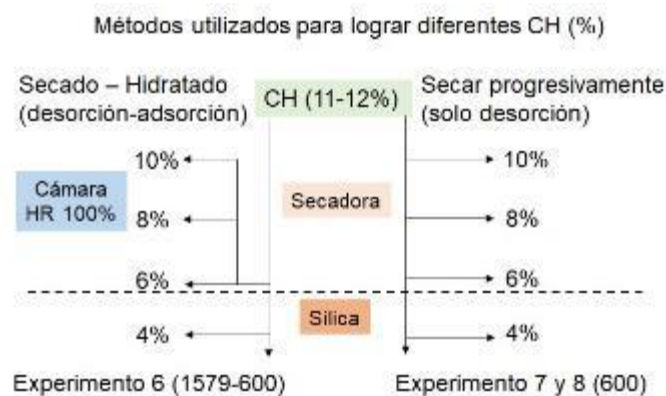 Métodos utilizados para lograr diferentes CH (%)
Secado – Hidratado
(desorción-adsorción)
CH (11-12%)
Secar progresivamente
(solo desorción)
10%
10%
Cámara
HR 100%
8%
Secadora
8%
6%
6%
Silica
4%
4%
Experimento 6 (1579-600)
Experimento 7 y 8 (600)